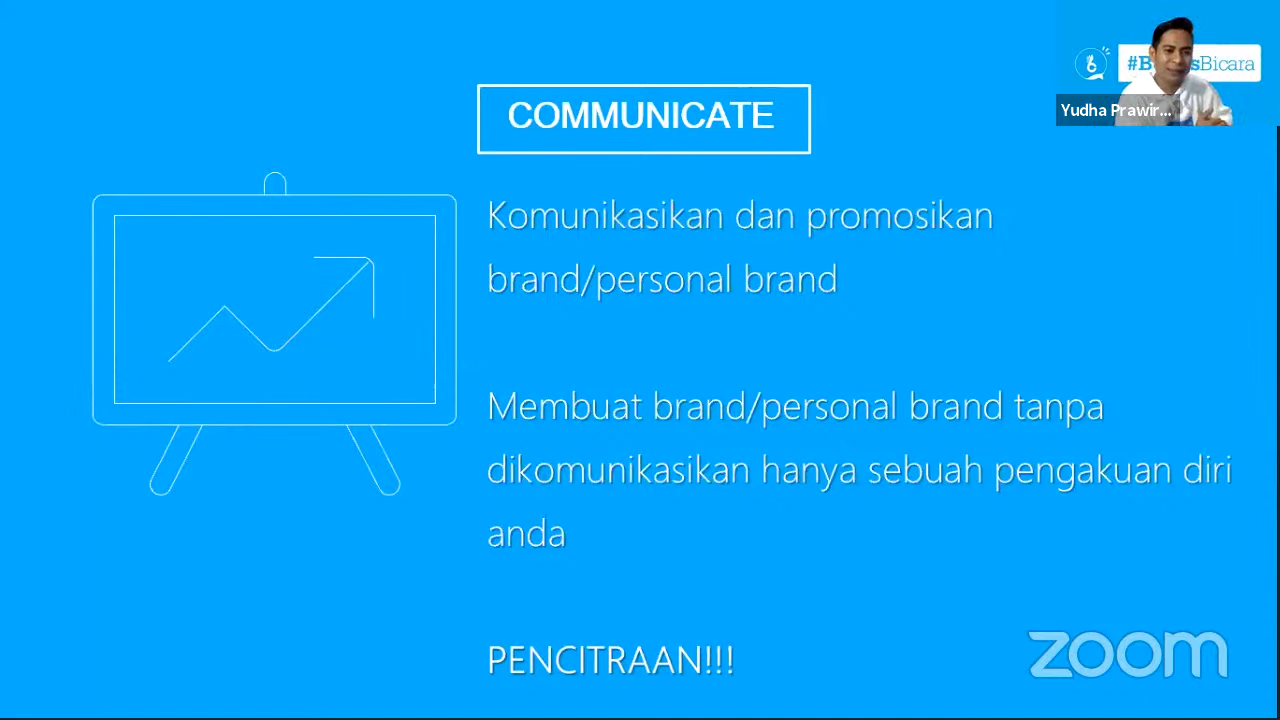 #B sBicara
Yudha Prawir...
COMMUNICATE
Komunikasikan dan promosikan
brand/personal brand
Membuat brand/personal brand tanpa
dikomunikasikan hanya sebuah pengakuan diri
anda
PENCITRAAN!!!
zoom